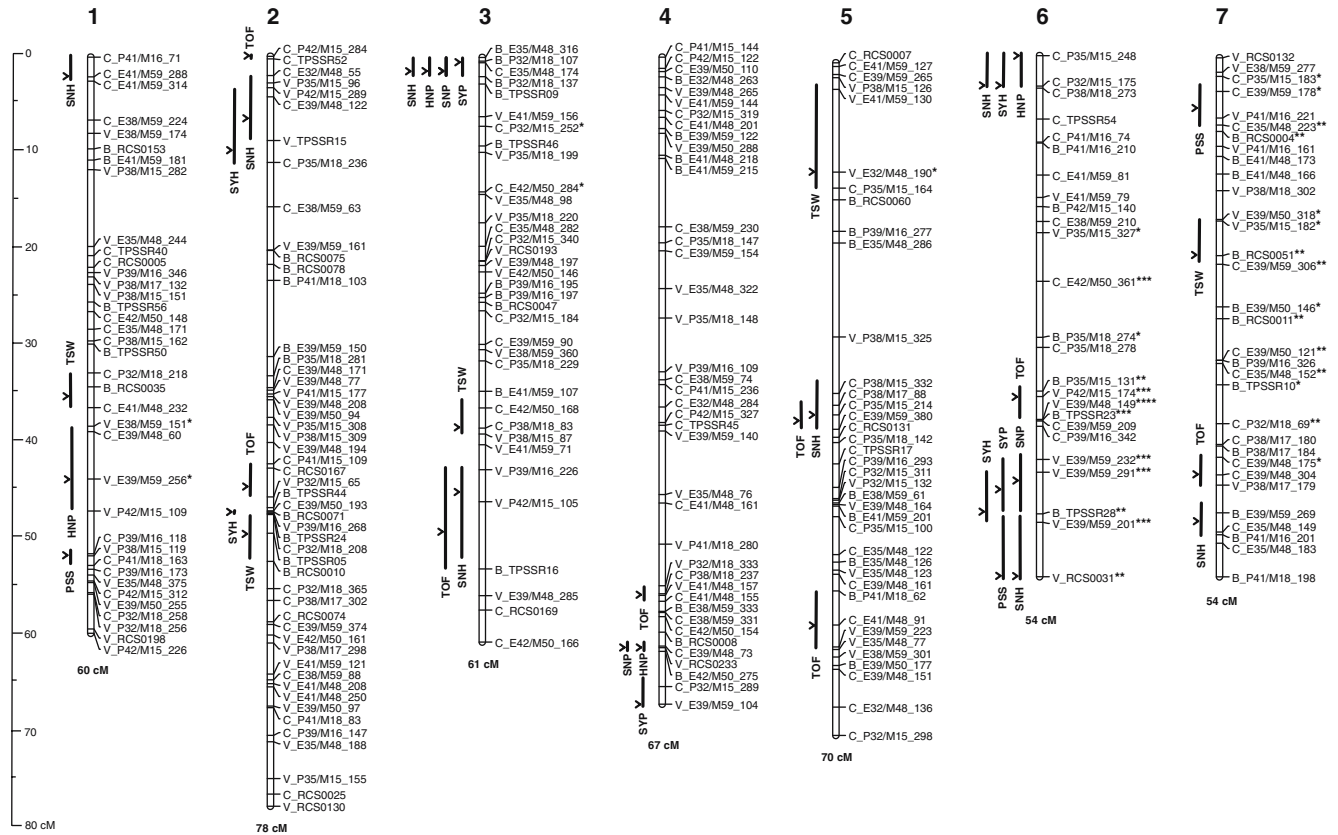 1
2
3
4
5
6
7
0
10
20
30
40
50
60
70
80 cM
SNH
TSW
HNP
PSS
C_P41/M16_71
C_E41/M59_288
C_E41/M59_314
C_E38/M59_224
V_E38/M59_174
B_RCS0153
B_E41/M59_181
V_P38/M15_282
V_E35/M48_244
C_TPSSR40
C_RCS0005
V_P39/M16_346
V_P38/M17_132
V_P38/M15_151
B_TPSSR56
C_E42/M50_148
C_E35/M48_171
C_P38/M15_162
B_TPSSR50
C_P32/M18_218
B_RCS0035
C_E41/M48_232
V_E38/M59_151*
C_E39/M48_60
V_E39/M59_256*
V_P42/M15_109
C_P39/M16_118
V_P38/M15_119
C_P41/M18_163
C_P39/M16_173
V_E35/M48_375
C_P42/M15_312
V_E39/M50_255
C_P32/M18_258
V_P32/M18_256
V_RCS0198
V_P42/M15_226
60 cM
TOF
SYH
SNH
TOF
SYH
TSW
C_P42/M15_284
C_TPSSR52
C_E32/M48_55
V_P35/M15_96
V_P42/M15_289
C_E39/M48_122
V_TPSSR15
C_P35/M18_236
C_E38/M59_63
V_E39/M59_161
B_RCS0075
B_RCS0078
B_P41/M18_103
B_E39/M59_150
B_P35/M18_281
C_E39/M48_171
V_E39/M48_77
V_P41/M15_177
V_E39/M48_208
V_E39/M50_94
V_P35/M15_308
V_P38/M15_309
V_E39/M48_194
C_P41/M15_109
C_RCS0167
V_P32/M15_65
B_TPSSR44
C_E39/M50_193
B_RCS0071
V_P39/M16_268
B_TPSSR24
C_P32/M18_208
B_TPSSR05
B_RCS0010
C_P32/M18_365
C_P38/M17_302
C_RCS0074
C_E39/M59_374
V_E42/M50_161
V_P38/M17_298
V_E41/M59_121
C_E38/M59_88
V_E41/M48_208
V_E41/M48_250
V_E39/M50_97
C_P41/M18_83
C_P39/M16_147
V_E35/M48_188
V_P35/M15_155
C_RCS0025
V_RCS0130
78 cM
SNH
HNP
SNP
SYP
TSW
TOF
SNH
B_E35/M48_316
B_P32/M18_107
C_E35/M48_174
B_P32/M18_137
B_TPSSR09
V_E41/M59_156
C_P32/M15_252*
B_TPSSR46
V_P35/M18_199
C_E42/M50_284*
V_E35/M48_98
V_P35/M18_220
C_E35/M48_282
C_P32/M15_340
V_RCS0193
V_E39/M48_197
V_E42/M50_146
B_P39/M16_195
B_P39/M16_197
B_RCS0047
C_P32/M15_184
C_E39/M59_90
V_E38/M59_360
C_P35/M18_229
B_E41/M59_107
C_E42/M50_168
C_P38/M18_83
V_P38/M15_87
V_E41/M59_71
V_P39/M16_226
V_P42/M15_105
B_TPSSR16
V_E39/M48_285
C_RCS0169
C_E42/M50_166
61 cM
TOF
SNP
HNP
SYP
C_P41/M15_144
C_P42/M15_122
C_E39/M50_110
B_E32/M48_263
V_E39/M48_265
V_E41/M59_144
C_P32/M15_319
C_E41/M48_201
B_E39/M59_122
V_E39/M50_288
B_E41/M48_218
B_E41/M59_215
C_E38/M59_230
C_P35/M18_147
C_E39/M59_154
V_E35/M48_322
V_P35/M18_148
V_P39/M16_109
C_E38/M59_74
C_P41/M15_236
C_E32/M48_284
C_P42/M15_327
C_TPSSR45
V_E39/M59_140
V_E35/M48_76
C_E41/M48_161
V_P41/M18_280
V_P32/M18_333
C_P38/M18_237
V_E41/M48_157
C_E41/M48_155
B_E38/M59_333
C_E38/M59_331
C_E42/M50_154
B_RCS0008
C_E39/M48_73
V_RCS0233
B_E42/M50_275
C_P32/M15_289
V_E39/M59_104
67 cM
TSW
TOF
SNH
TOF
C_RCS0007
C_E41/M59_127
C_E39/M59_265
V_P38/M15_126
V_E41/M59_130
V_E32/M48_190*
C_P35/M15_164
B_RCS0060
B_P39/M16_277
B_E35/M48_286
V_P38/M15_325
C_P38/M15_332
C_P38/M17_88
C_P35/M15_214
C_E39/M59_380
C_RCS0131
C_P35/M18_142
C_TPSSR17
C_P39/M16_293
V_P32/M15_311
V_P32/M15_132
B_E38/M59_61
V_E39/M48_164
B_E41/M59_201
C_P35/M15_100
C_E35/M48_122
B_E35/M48_126
V_E35/M48_123
C_E39/M48_161
B_P41/M18_62
C_E41/M48_91
V_E39/M59_223
V_E35/M48_77
V_P38/M59_301
B_E39/M50_177
C_E39/M48_151
C_E32/M48_136
C_P32/M15_298
70 cM
SNH
SYH
HNP
TOF
SYH
SYP
SNP
PSS
SNH
C_P35/M15_248
C_P32/M15_175
C_P38/M18_273
C_TPSSR54
C_P41/M16_74
B_P41/M16_210
C_E41/M59_81
V_E41/M59_79
B_P42/M15_140
C_E38/M59_210
V_P35/M15_327*
C_E42/M50_361***
B_P35/M18_274*
C_P35/M18_278
B_P35/M15_131**
V_P42/M15_174***
V_E39/M48_149****
B_TPSSR23***
C_E39/M59_209
C_P39/M16_342
V_E39/M59_232***
V_E39/M59_291***
B_TPSSR28**
V_E39/M59_201***
V_RCS0031**
54 cM
PSS
TSW
TOF
SNH
V_RCS0132
V_E38/M59_277
C_P35/M15_183*
C_E39/M59_178*
V_P41/M16_221
C_E35/M48_223**
B_RCS0004**
V_P41/M16_161
B_E41/M48_173
B_E41/M48_166
V_P38/M18_302
V_E39/M50_318*
V_P35/M15_182*
B_RCS0051**
C_E39/M59_306**
B_E39/M50_146*
B_RCS0011**
C_E39/M50_121**
B_P39/M16_326
C_E35/M48_152**
B_TPSSR10*
C_P32/M18_69**
C_P38/M17_180
B_P38/M17_184
C_E39/M48_175*
C_E39/M48_304
V_P38/M17_179
B_E39/M59_269
C_E35/M48_149
B_P41/M16_201
C_E35/M48_183
B_P41/M18_198
54 cM